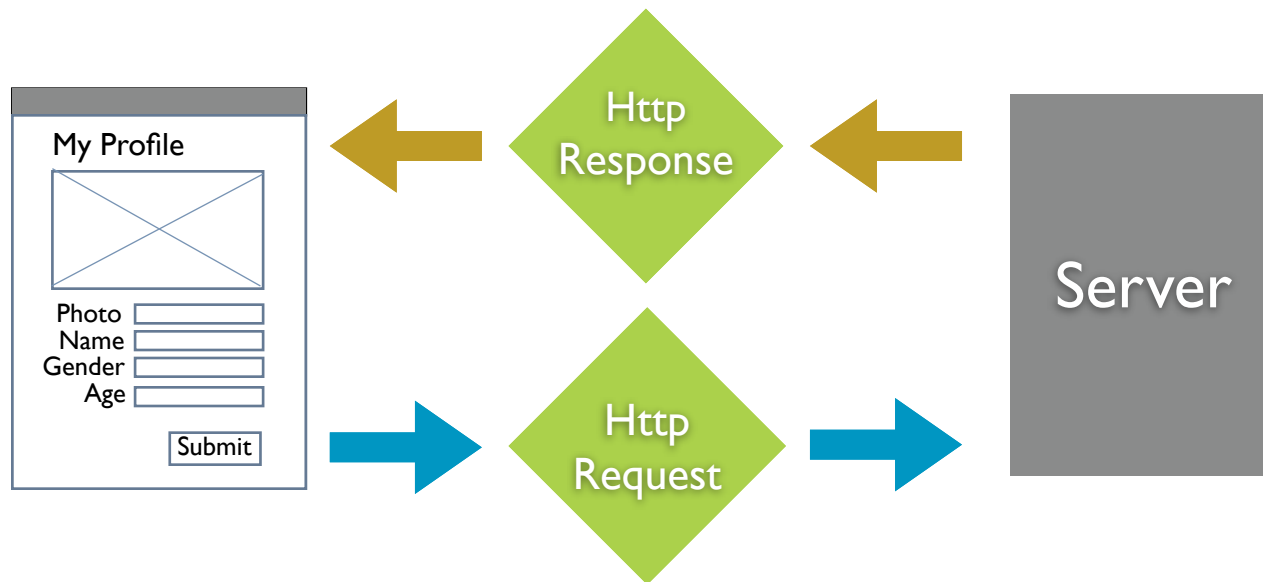 My Profile
Photo
Name
Gender
Age
Submit
Http
Response
Http
Request
Server